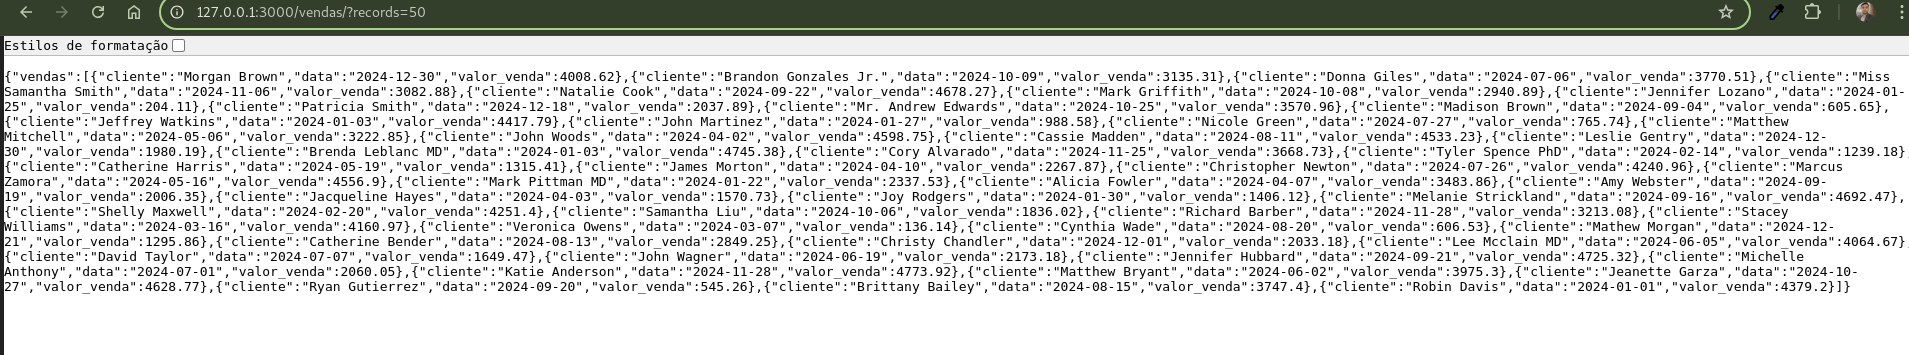 127.0.0.1:3000/vendas/?records=50
Estilos de formatação
{"vendas":[{"cliente":"Morgan Brown","data":"2024-12-30","valor_venda":4008.62},{"cliente":"Brandon Gonzales Jr.","data":"2024-10-09","valor_venda":3135.31},{"cliente":"Donna Giles","data":"2024-07-06","valor_venda":3770.51},{"cliente":"Miss
Samantha Smith","data":"2024-11-06","valor_venda":3082.88},{"cliente":"Natalie Cook","data":"2024-09-22","valor_venda":4678.27},{"cliente":"Mark Griffith","data":"2024-10-08","valor_venda":2940.89},{"cliente":"Jennifer Lozano","data":"2024-01-
25","valor_venda":204.11},{"cliente":"Patricia Smith","data":"2024-12-18","valor_venda":2037.89},{"cliente":"Mr. Andrew Edwards","data":"2024-10-25","valor_venda":3570.96},{"cliente":"Madison Brown","data":"2024-09-04","valor_venda":605.65},
{"cliente":"Jeffrey Watkins","data":"2024-01-03","valor_venda":4417.79},{"cliente":"John Martinez","data":"2024-01-27","valor_venda":988.58},{"cliente":"Nicole Green","data":"2024-07-27","valor_venda":765.74},{"cliente":"Matthew
Mitchell","data":"2024-05-06","valor_venda":3222.85},{"cliente":"John Woods","data":"2024-04-02","valor_venda":4598.75},{"cliente":"Cassie Madden","data":"2024-08-11","valor_venda":4533.23},{"cliente":"Leslie Gentry","data":"2024-12-
30","valor_venda":1980.19},{"cliente":"Brenda Leblanc MD","data":"2024-01-03","valor_venda":4745.38},{"cliente":"Cory Alvarado","data":"2024-11-25","valor_venda":3668.73},{"cliente":"Tyler Spence PhD","data":"2024-02-14","valor_venda":1239.18},
{"cliente":"Catherine Harris","data":"2024-05-19","valor_venda":1315.41},{"cliente":"James Morton","data":"2024-04-10","valor_venda":2267.87},{"cliente":"Christopher Newton","data":"2024-07-26","valor_venda":4240.96},{"cliente":"Marcus
Zamora","data":"2024-05-16","valor_venda":4556.9},{"cliente":"Mark Pittman MD","data":"2024-01-22","valor_venda":2337.53},{"cliente":"Alicia Fowler","data":"2024-04-07","valor_venda":3483.86},{"cliente":"Amy Webster","data":"2024-09-
19","valor_venda":2006.35},{"cliente":"Jacqueline Hayes","data":"2024-04-03","valor_venda":1570.73},{"cliente":"Joy Rodgers","data":"2024-01-30","valor_venda":1406.12},{"cliente":"Melanie Strickland","data":"2024-09-16","valor_venda":4692.47},
{"cliente":"Shelly Maxwell","data":"2024-02-20","valor_venda":4251.4},{"cliente":"Samantha Liu","data":"2024-10-06","valor_venda":1836.02},{"cliente":"Richard Barber","data":"2024-11-28","valor_venda":3213.08},{"cliente":"Stacey
Williams","data":"2024-03-16","valor_venda":4160.97},{"cliente":"Veronica Owens","data":"2024-03-07","valor_venda":136.14},{"cliente":"Cynthia Wade","data":"2024-08-20","valor_venda":606.53},{"cliente":"Mathew Morgan","data":"2024-12-
21","valor_venda":1295.86},{"cliente":"Catherine Bender","data":"2024-08-13","valor_venda":2849.25},{"cliente":"Christy Chandler","data":"2024-12-01","valor_venda":2033.18},{"cliente":"Lee Mcclain MD","data":"2024-06-05","valor_venda":4064.67},
{"cliente":"David Taylor","data":"2024-07-07","valor_venda":1649.47},{"cliente":"John Wagner","data":"2024-06-19","valor_venda":2173.18},{"cliente":"Jennifer Hubbard","data":"2024-09-21","valor_venda":4725.32},{"cliente":"Michelle
Anthony","data":"2024-07-01","valor_venda":2060.05},{"cliente":"Katie Anderson","data":"2024-11-28","valor_venda":4773.92},{"cliente":"Matthew Bryant","data":"2024-06-02","valor_venda":3975.3},{"cliente":"Jeanette Garza","data":"2024-10-
27","valor_venda":4628.77},{"cliente":"Ryan Gutierrez","data":"2024-09-20","valor_venda":545.26},{"cliente":"Brittany Bailey","data":"2024-08-15","valor_venda":3747.4},{"cliente":"Robin Davis","data":"2024-01-01","valor_venda":4379.2}]}